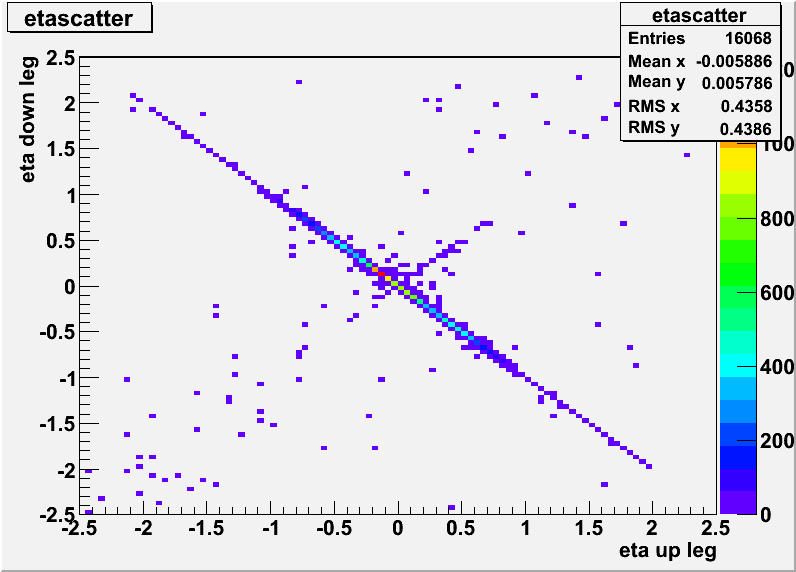 etascatter
etascatter
Entries 16068
Mean x -0.005886
Mean y 0.005786
RMS x 0.4358
RMS y 0.4386
eta down leg
2.5
2
1.5
1
0.5
0
-0.5
-1
-1.5
-2
-2.5
-2.5 -2 -1.5 -1 -0.5 0 0.5 1 1.5 2 2.5
eta up leg
800
600
400
200
0